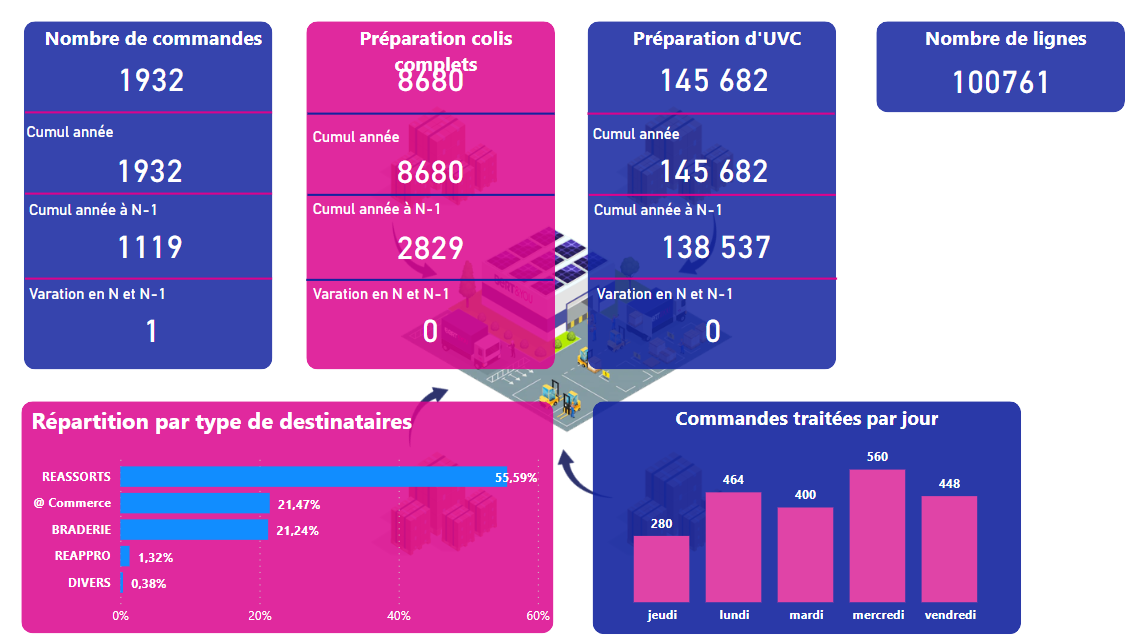 Nombre de commandes
1932
Cumul année
1932
Cumul année à N-1
1119
Varation en N et N-1
1
Préparation colis
complets
8680
Cumul année
8680
Cumul année à N-1
2829
Varation en N et N-1
0
Préparation d'UVC
145 682
Cumul année
145 682
Cumul année à N-1
138 537
Varation en N et N-1
0
Nombre de lignes
100761
Répartition par type de destinataires
REASSORTS 55,59%
@ Commerce 21,47%
BRADERIE 21,24%
REAPPRO 1,32%
DIVERS 0,38%
0% 20% 40% 60%
Commandes traitées par jour
280 464 400 560 448
jeudi lundi mardi mercredi vendredi